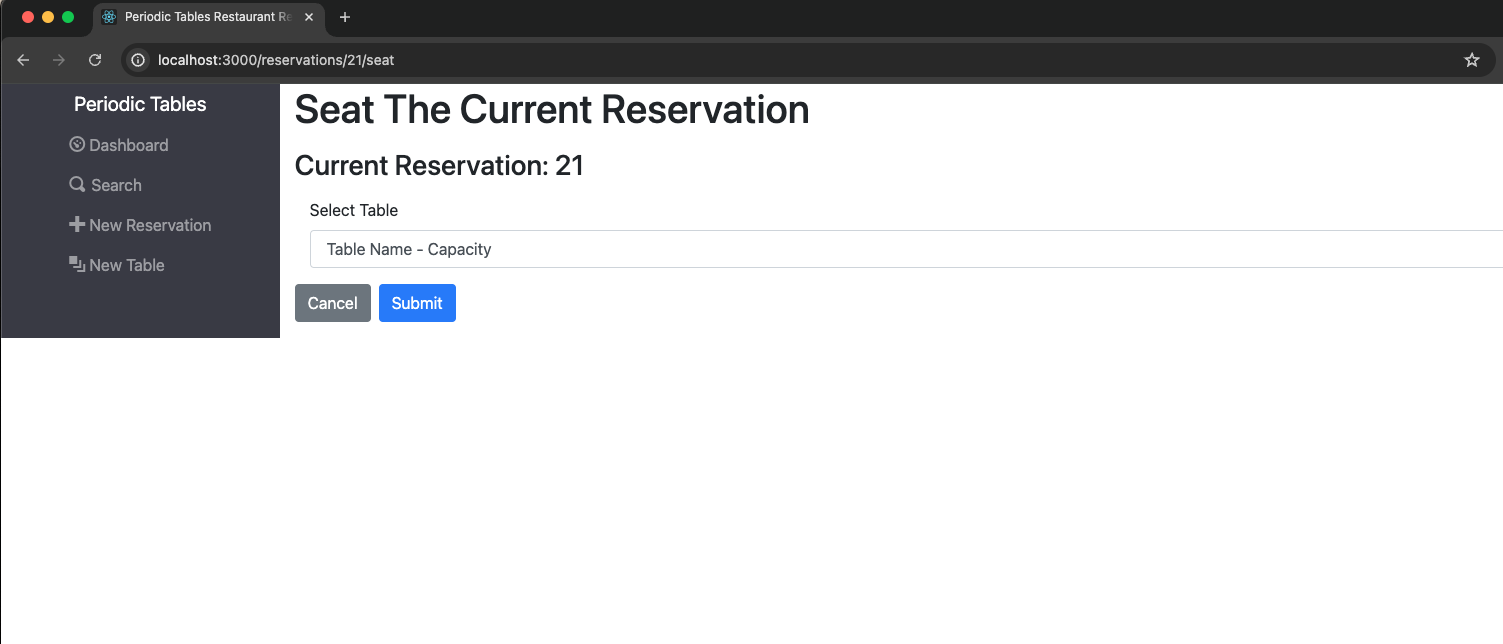 Periodic Tables Restaurant Re
localhost:3000/reservations/21/seat
Periodic Tables
Dashboard
Search
New Reservation
New Table
Seat The Current Reservation
Current Reservation: 21
Select Table
Table Name - Capacity
Cancel
Submit